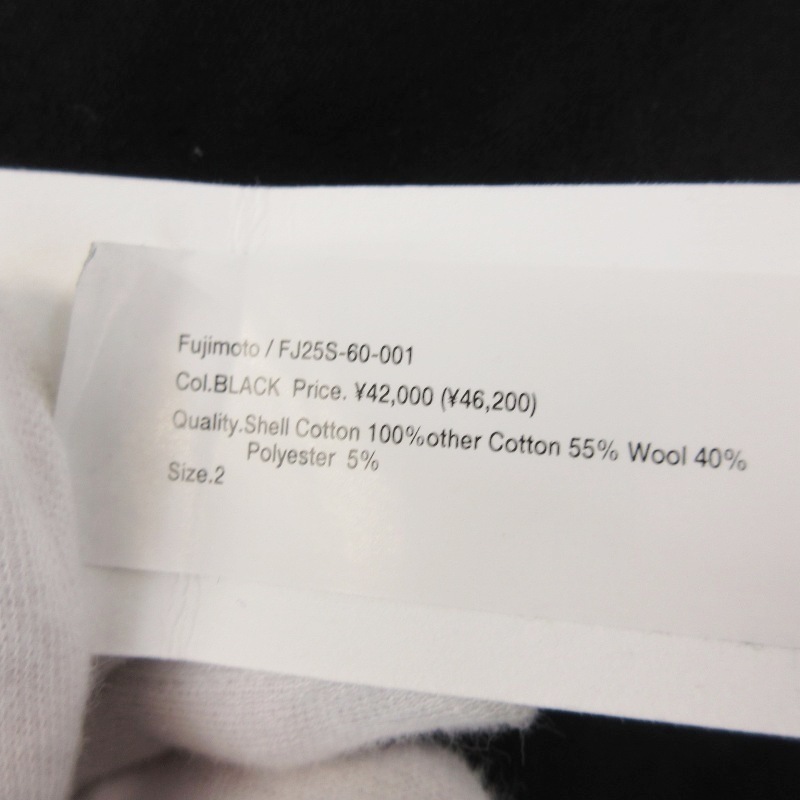 Fujimoto / FJ25S-60-001
Col.BLACK Price. ¥42,000 (¥46,200)
Quality.Shell Cotton 100%other Cotton 55% Wool 40%
Polyester 5%
Size.2